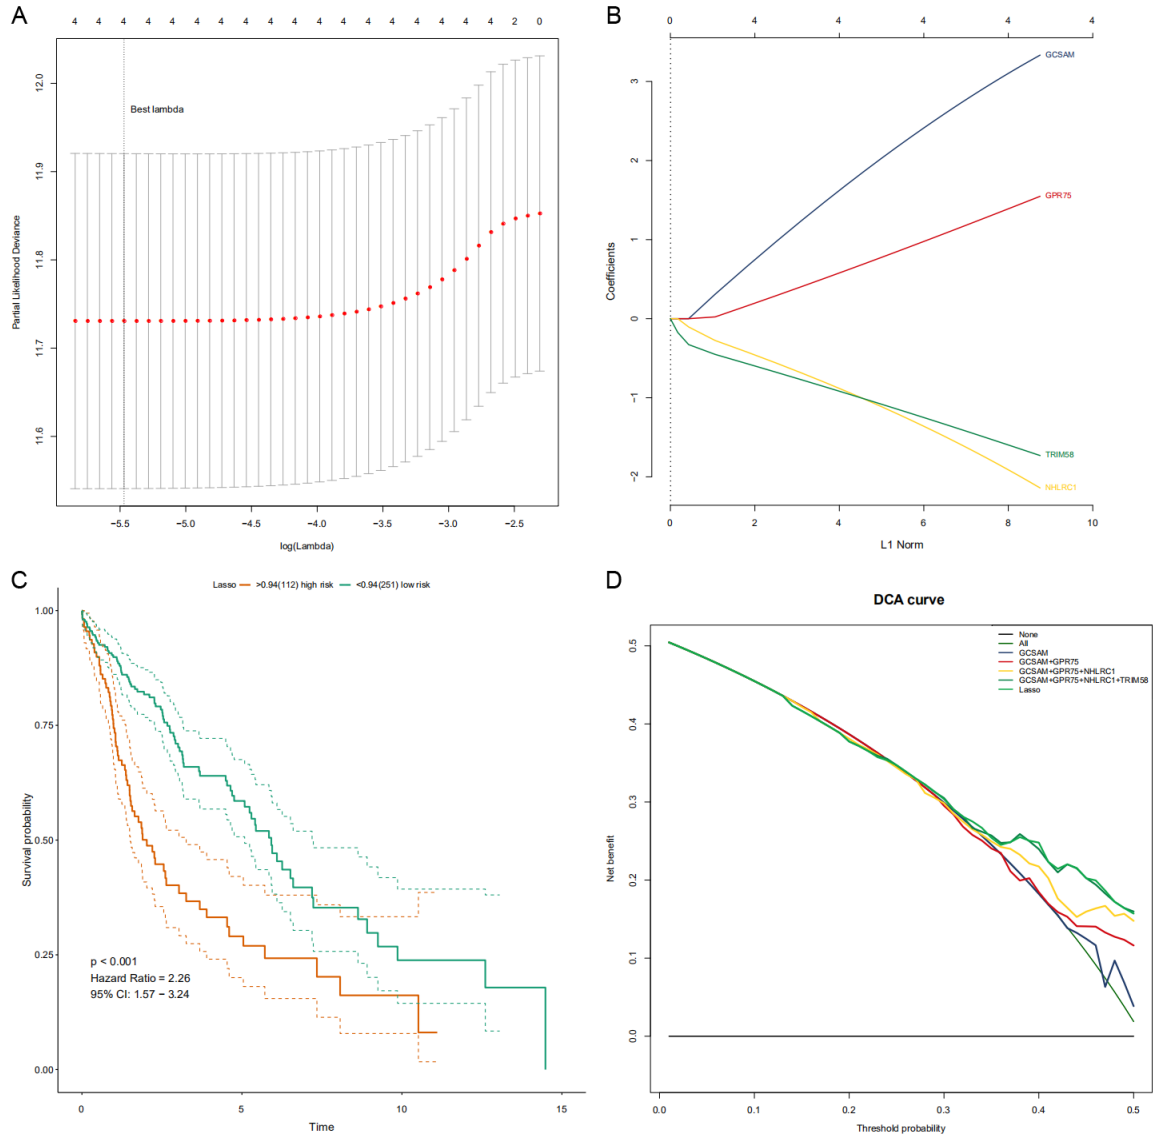 A
4 4 4 4 4 4 4 4 4 4 4 4 4 4 2 0
12.0
11.9
11.8
11.7
11.6
Partial Likelihood Deviance
Best lambda
−5.5 −5.0 −4.5 −4.0 −3.5 −3.0 −2.5
log(Lambda)
B
0 4 4 4 4 4
3
2
1
0
−1
−2
Coefficients
GCSAM
GPR75
TRIM58
NHLRC1
0 2 4 6 8 10
L1 Norm
C
Lasso >0.94(112) high risk <0.94(251) low risk
1.00
0.75
0.50
0.25
0.00
Survival probability
p < 0.001
Hazard Ratio = 2.26
95% CI: 1.57 − 3.24
0 5 10 15
Time
D
DCA curve
None
All
GCSAM
GCSAM+GPR75
GCSAM+GPR75+NHLRC1
GCSAM+GPR75+NHLRC1+TRIM58
Lasso
0.5
0.4
0.3
0.2
0.1
0.0
Net benefit
0.0 0.1 0.2 0.3 0.4 0.5
Threshold probability